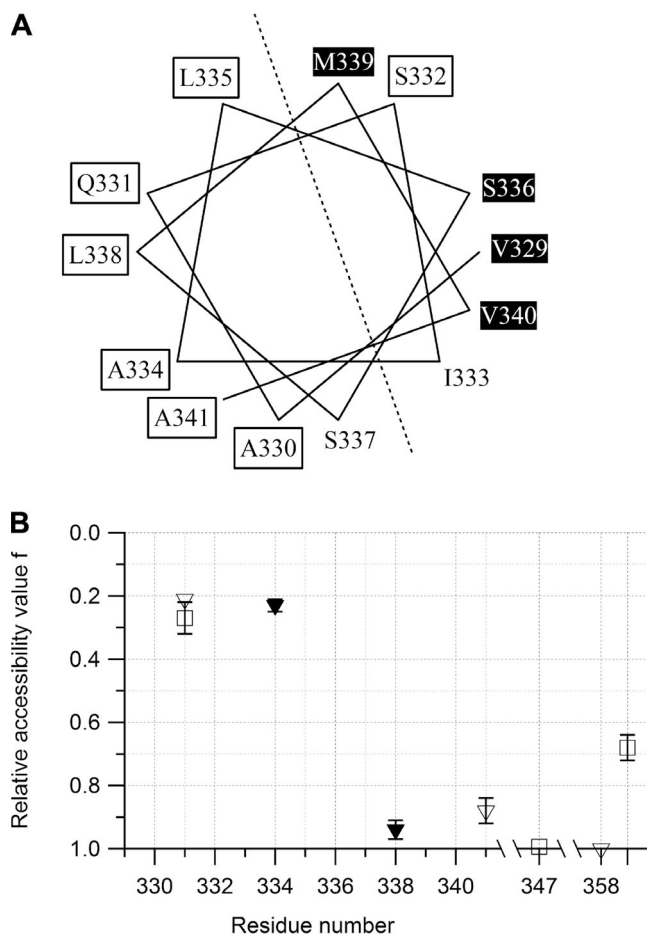 A
M339 S332
L335
Q331 S336
L338 V329
V340
A334 I333
A341
A330 S337
B
Relative accessibility value f
0.0
0.2
0.4
0.6
0.8
1.0
330 332 334 336 338 340 347 358
Residue number